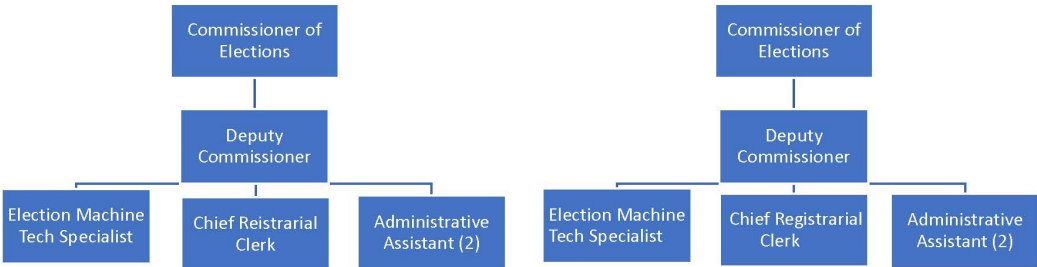 Commissioner of
Elections
Deputy
Commissioner
Election Machine
Tech Specialist
Chief Reistrarial
Clerk
Administrative
Assistant (2)
Commissioner of
Elections
Deputy
Commissioner
Election Machine
Tech Specialist
Chief Registrarial
Clerk
Administrative
Assistant (2)